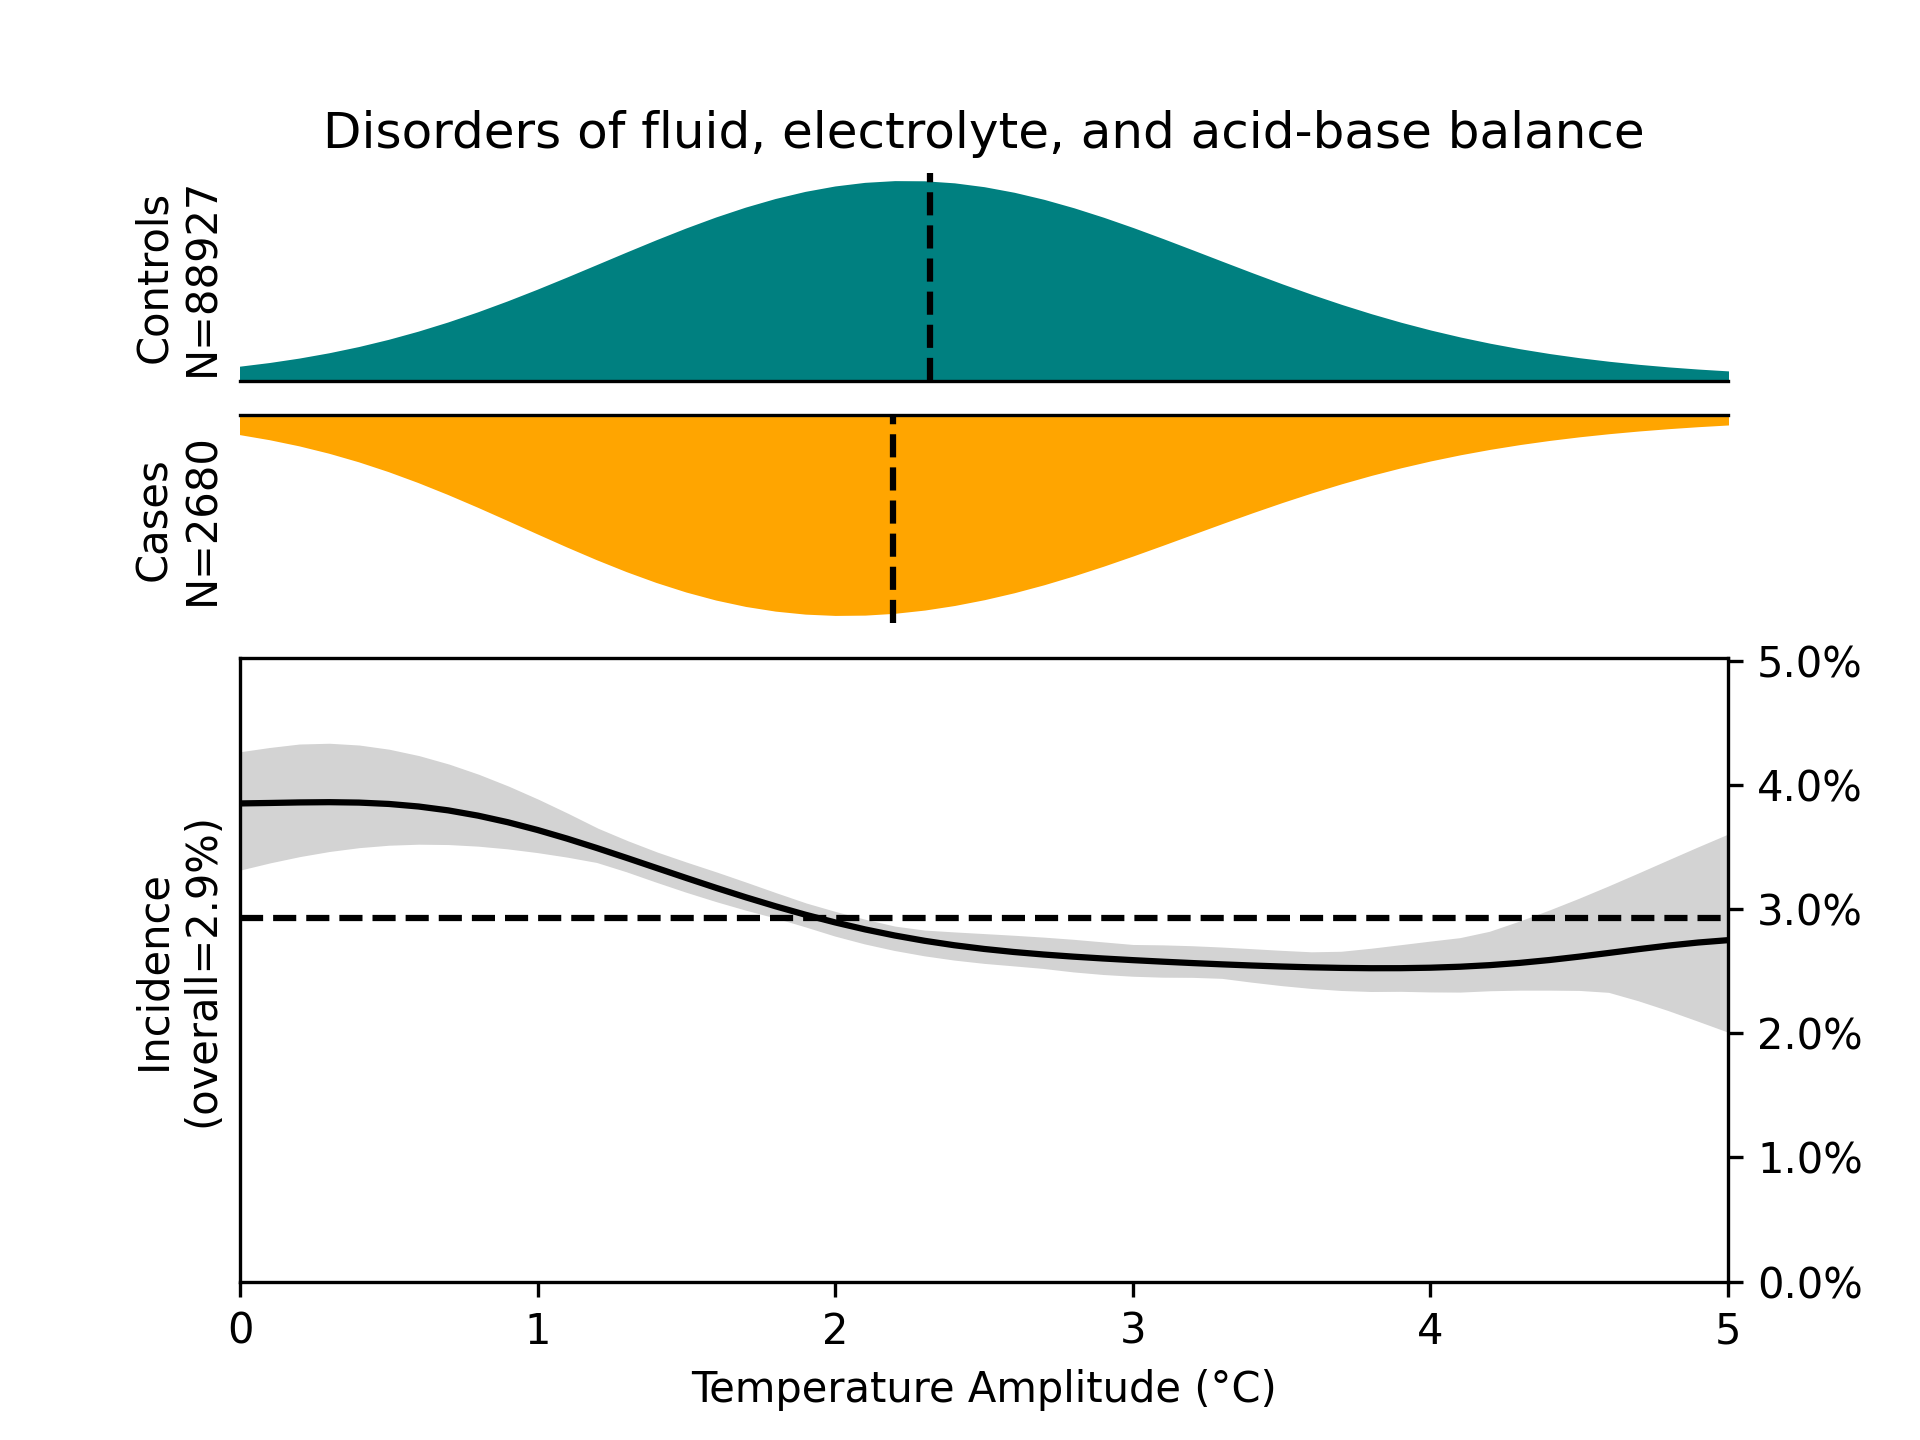 Disorders of fluid, electrolyte, and acid-base balance
Controls
N=88927
Cases
N=2680
Incidence
(overall=2.9%)
5.0%
4.0%
3.0%
2.0%
1.0%
0.0%
0 1 2 3 4 5
Temperature Amplitude (°C)